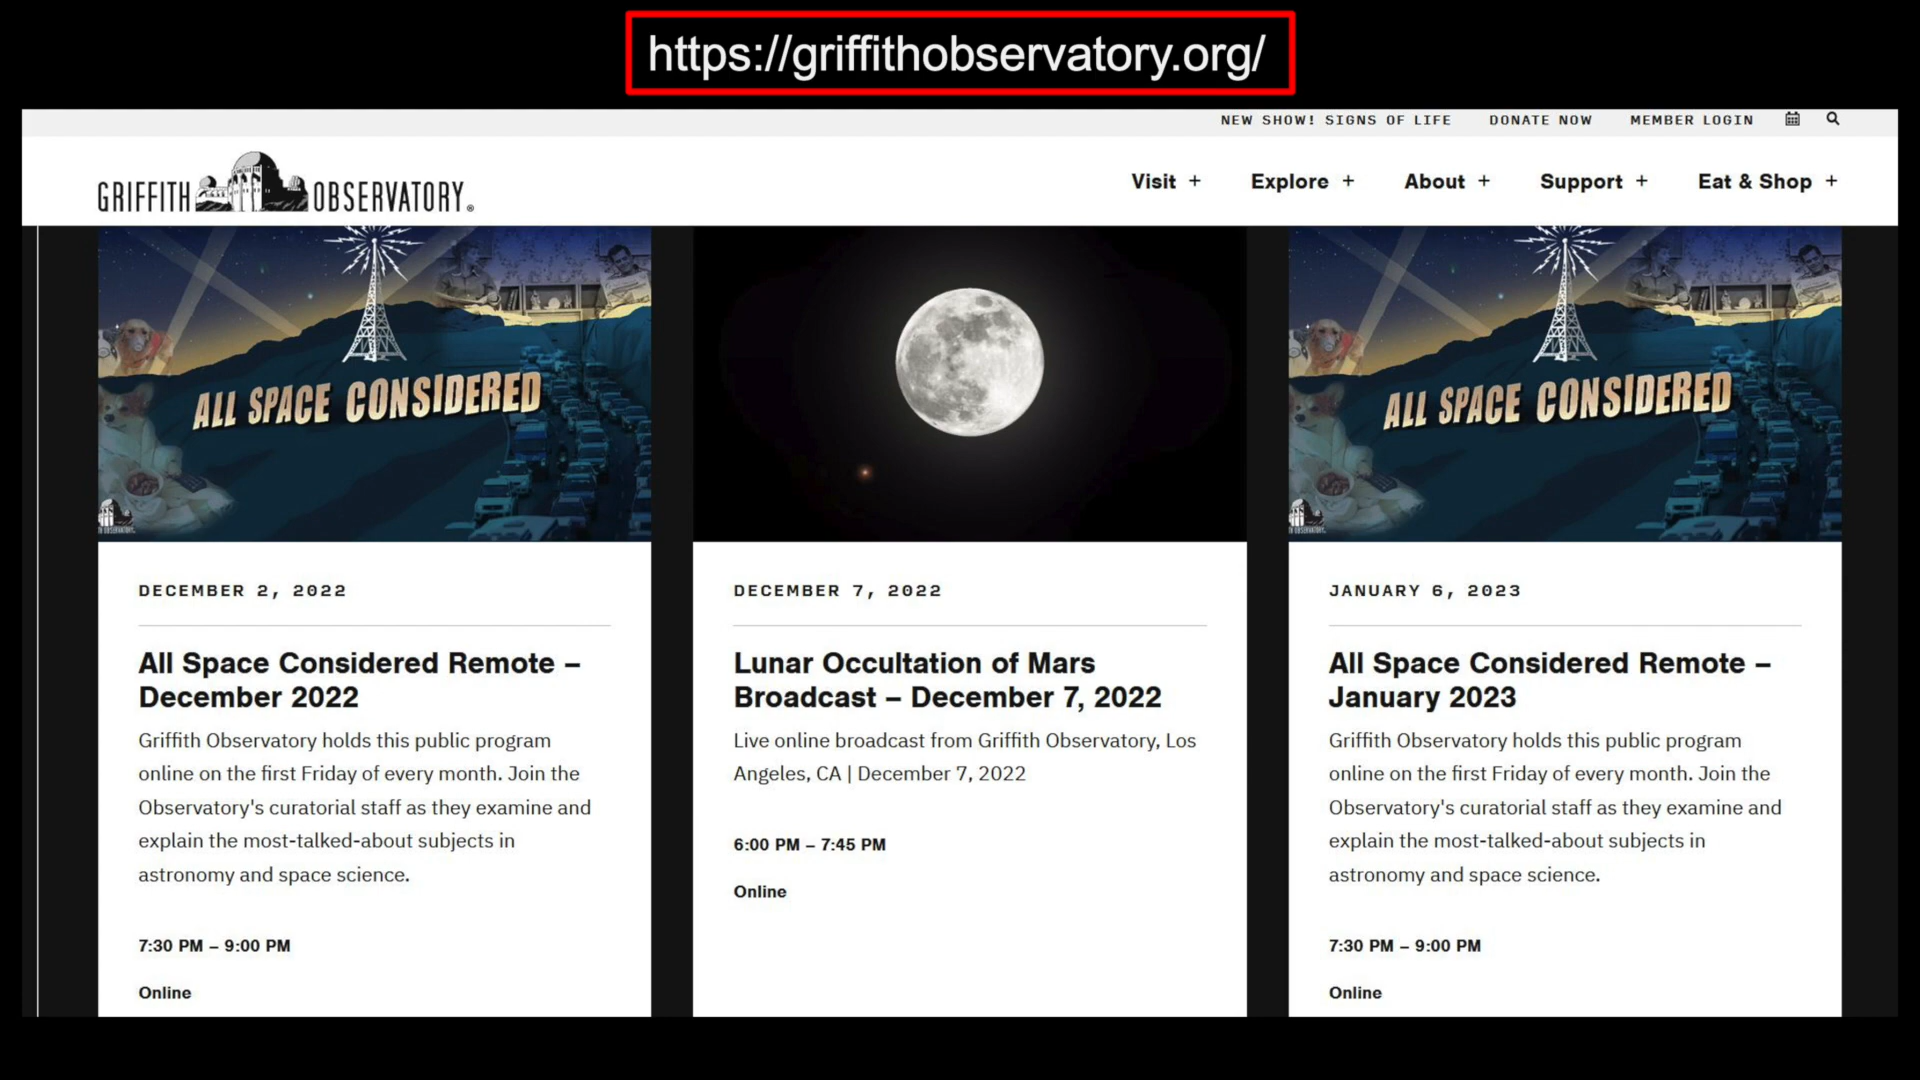 https://griffithobservatory.org/
NEW SHOW! SIGNS OF LIFE DONATE NOW MEMBER LOGIN
GRIFFITH OBSERVATORY®
Visit + Explore + About + Support + Eat & Shop +
ALL SPACE CONSIDERED
DECEMBER 2, 2022
All Space Considered Remote –
December 2022
Griffith Observatory holds this public program
online on the first Friday of every month. Join the
Observatory's curatorial staff as they examine and
explain the most-talked-about subjects in
astronomy and space science.
7:30 PM – 9:00 PM
Online
DECEMBER 7, 2022
Lunar Occultation of Mars
Broadcast – December 7, 2022
Live online broadcast from Griffith Observatory, Los
Angeles, CA | December 7, 2022
6:00 PM – 7:45 PM
Online
ALL SPACE CONSIDERED
JANUARY 6, 2023
All Space Considered Remote –
January 2023
Griffith Observatory holds this public program
online on the first Friday of every month. Join the
Observatory's curatorial staff as they examine and
explain the most-talked-about subjects in
astronomy and space science.
7:30 PM – 9:00 PM
Online